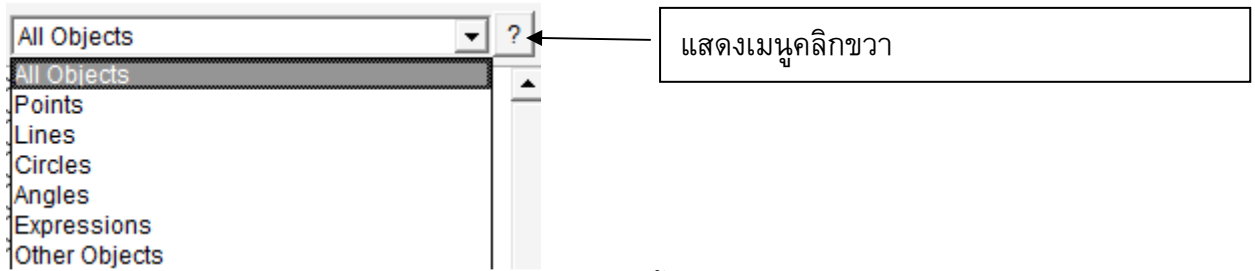 All Objects
?
แสดงเมนูคลิกขวา
All Objects
Points
Lines
Circles
Angles
Expressions
Other Objects